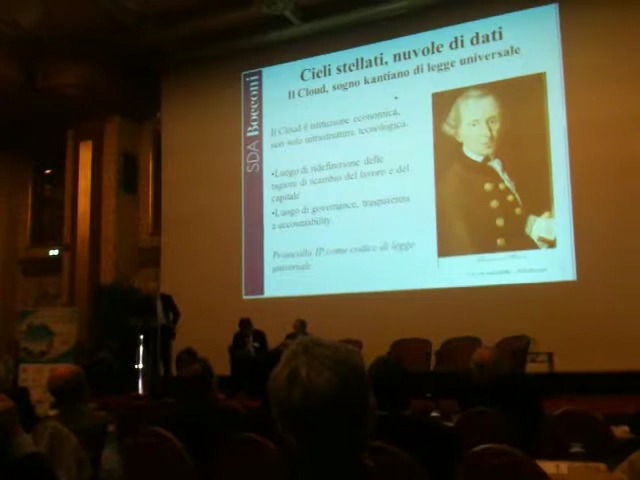 SDA Bocconi
Cieli stellati, nuvole di dati
Il Cloud, sogno kantiano di legge universale
Il Cloud è istituzione economica,
non solo infrastruttura tecnologica.
•Luogo di ridefinizione delle
ragioni di scambio del lavoro e del
capitale
•Luogo di governance, trasparenza
e accountability.
Protocollo IP come codice di legge
universale